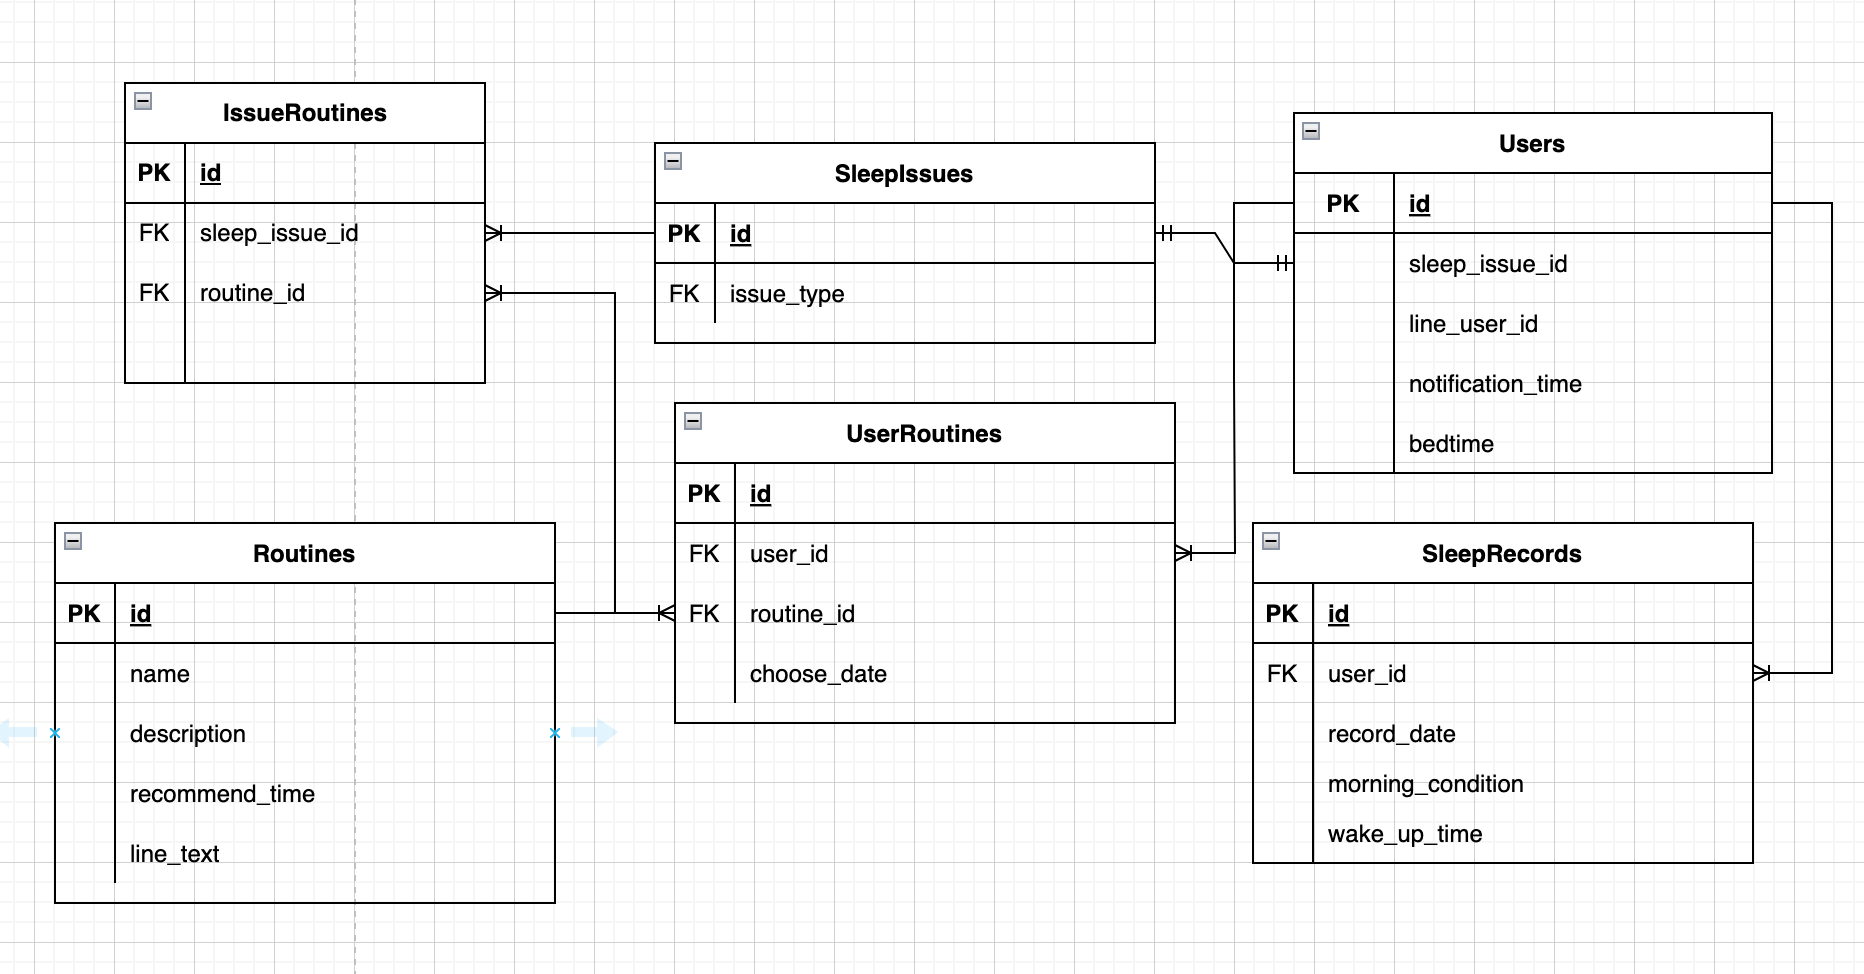 IssueRoutines
PK id
FK sleep_issue_id
FK routine_id
SleepIssues
PK id
FK issue_type
Users
PK id
sleep_issue_id
line_user_id
notification_time
bedtime
UserRoutines
PK id
FK user_id
FK routine_id
choose_date
Routines
PK id
name
description
recommend_time
line_text
SleepRecords
PK id
FK user_id
record_date
morning_condition
wake_up_time